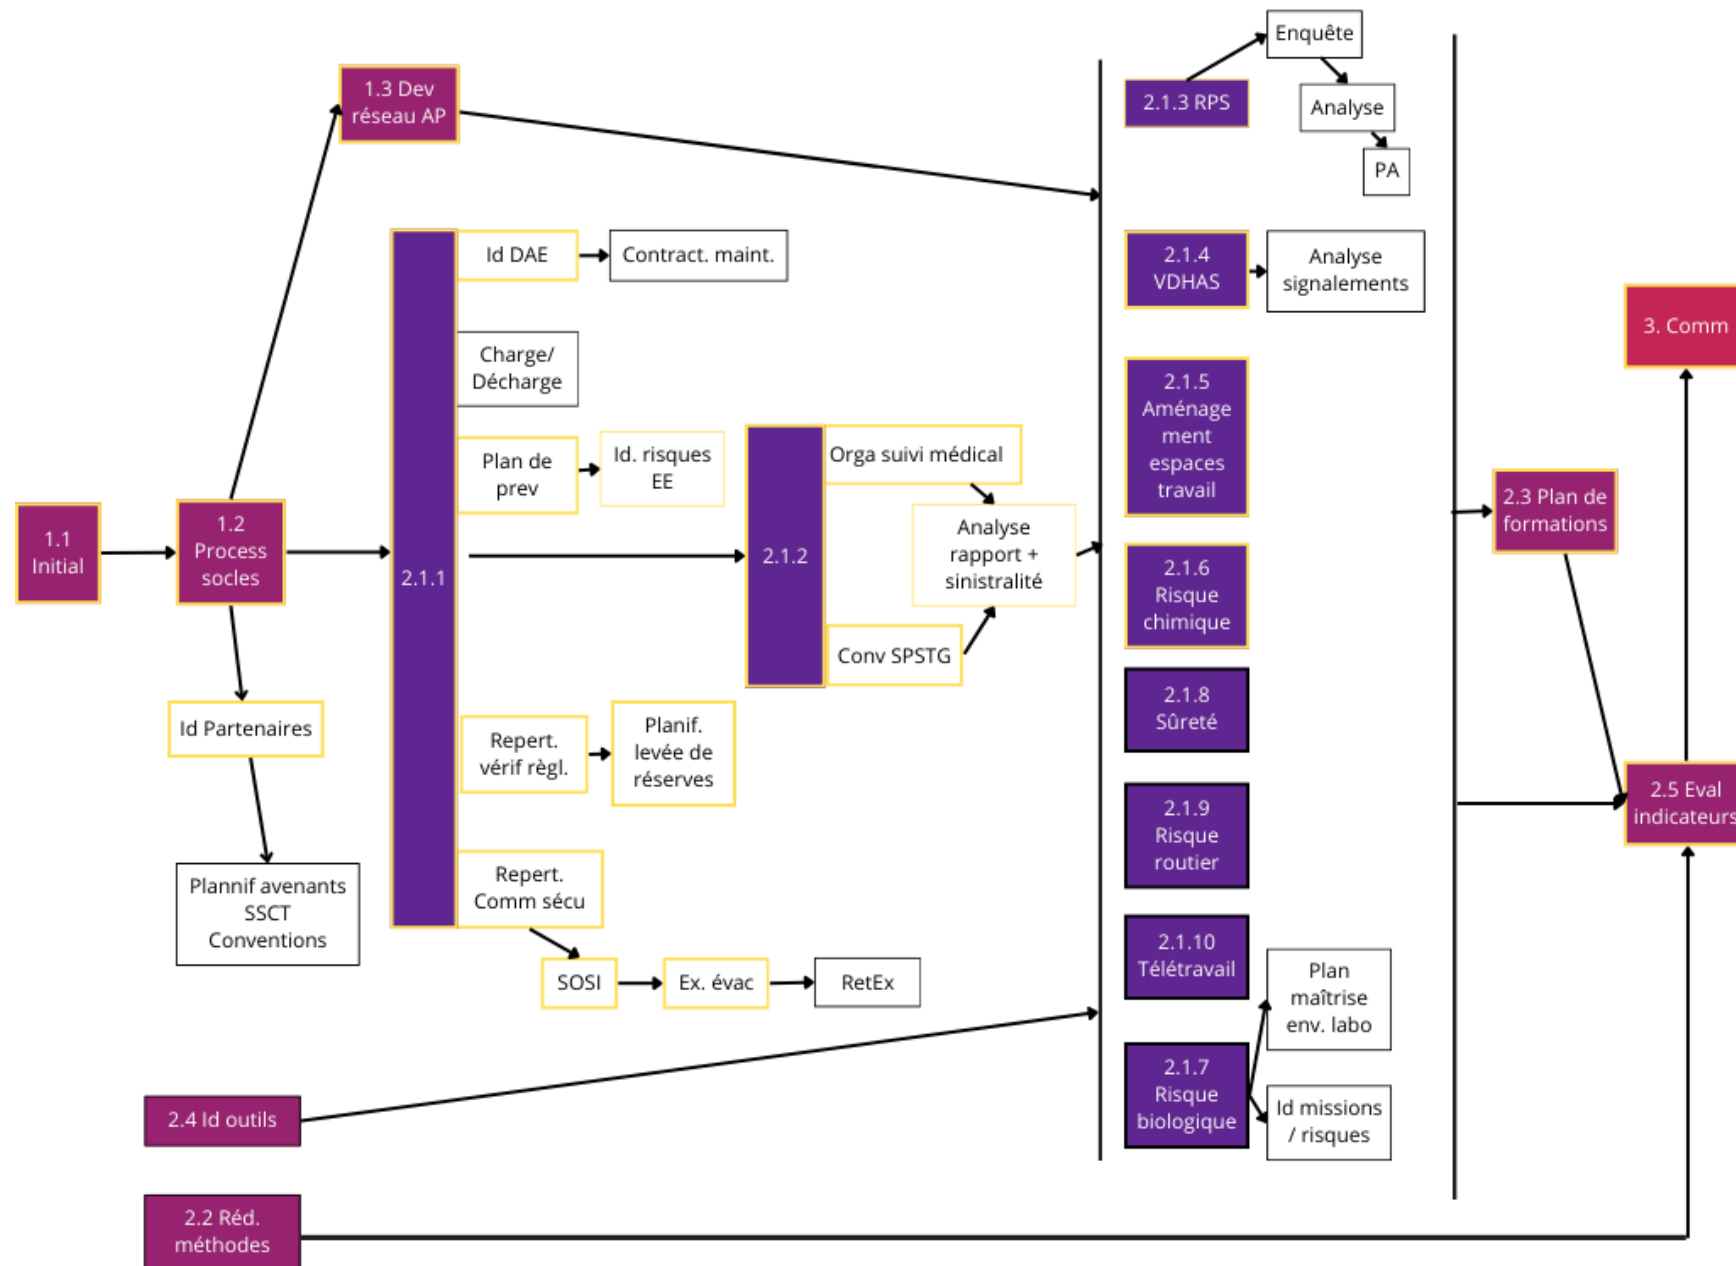 Enquête
1.3 Dev
réseau AP
2.1.3 RPS
Analyse
PA
Id DAE
Contract. maint.
2.1.4
VDHAS
Analyse
signalements
3. Comm
Charge/
Décharge
2.1.5
Aménage
ment
espaces
travail
Plan de
prev
Id. risques
EE
Orga suivi médical
2.3 Plan de
formations
1.1
Initial
1.2
Process
socles
2.1.1
2.1.2
Analyse
rapport +
sinistralité
2.1.6
Risque
chimique
Conv SPSTG
2.1.8
Sûreté
Id Partenaires
Repert.
vérif règl.
Planif.
levée de
réserves
2.1.9
Risque
routier
2.5 Eval
indicateurs
Plannif avenants
SSCT
Conventions
Repert.
Comm sécu
2.1.10
Télétravail
SOSI
Ex. évac
RetEx
Plan
maîtrise
env. labo
2.1.7
Risque
biologique
Id missions
/ risques
2.4 Id outils
2.2 Réd.
méthodes